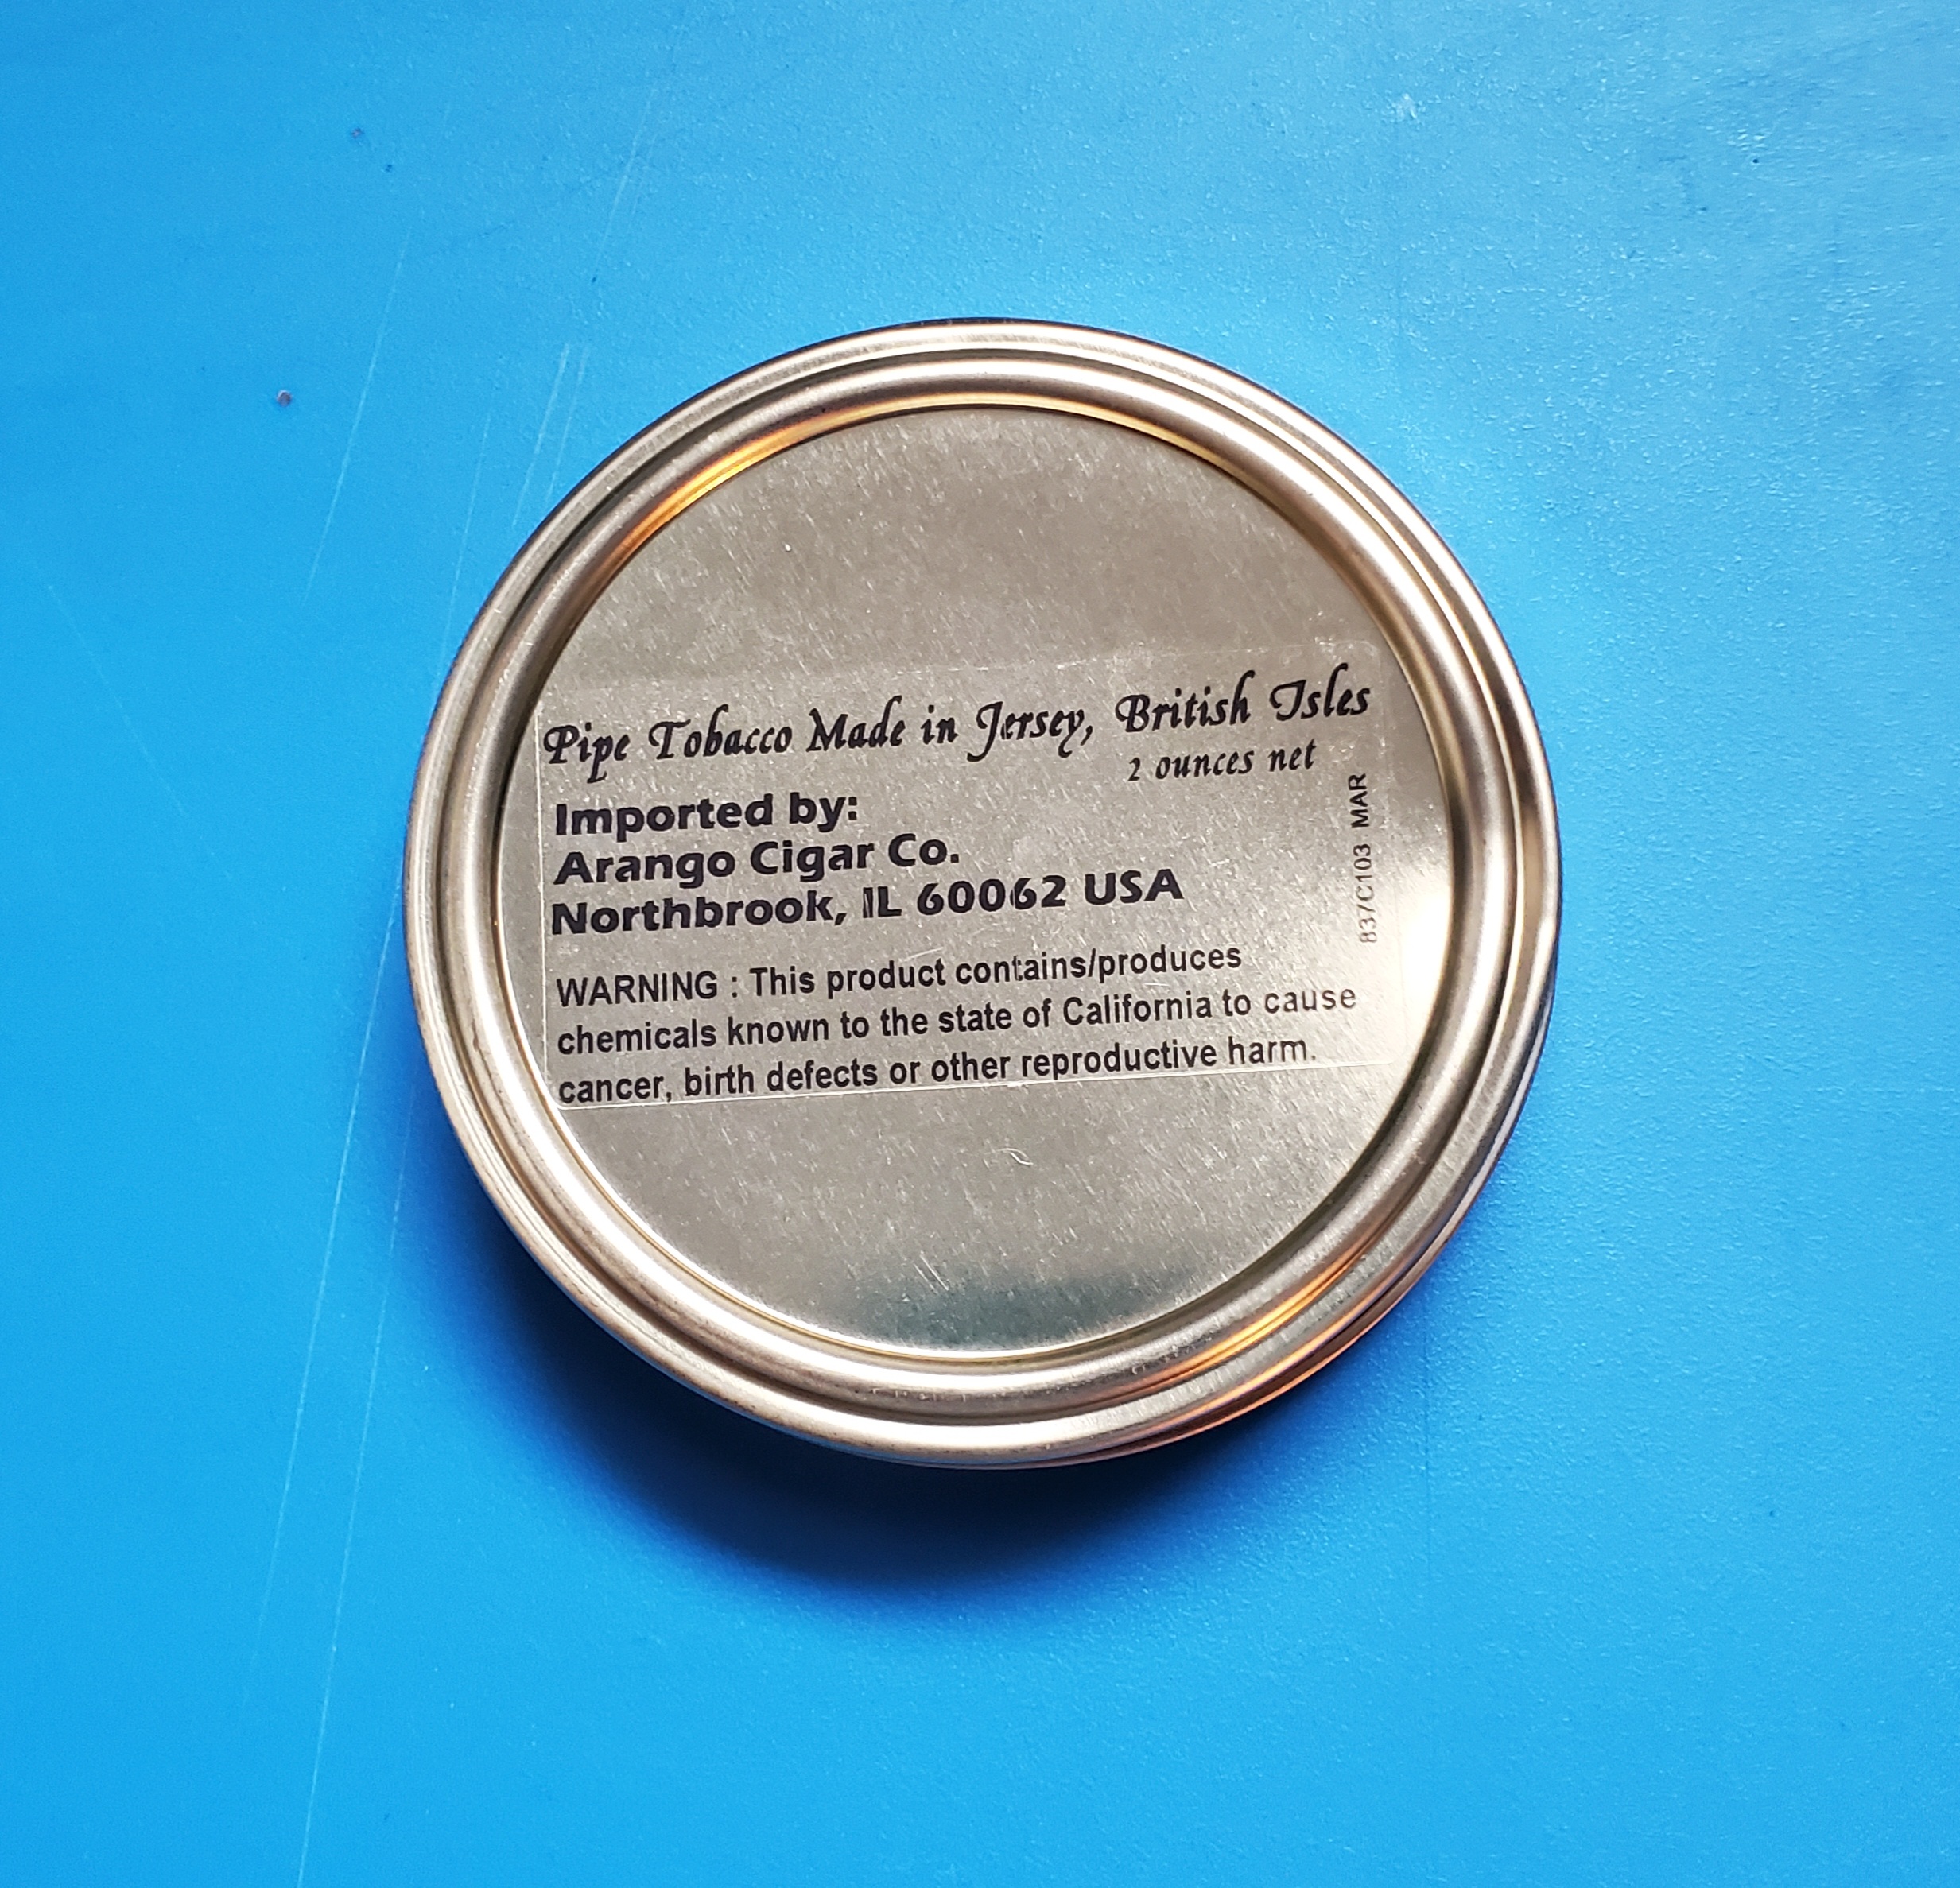 Pipe Tobacco Made in Jersey, British Isles
2 ounces net
Imported by:
Arango Cigar Co.
Northbrook, IL 60062 USA
837C103 MAR
WARNING : This product contains/produces
chemicals known to the state of California to cause
cancer, birth defects or other reproductive harm.